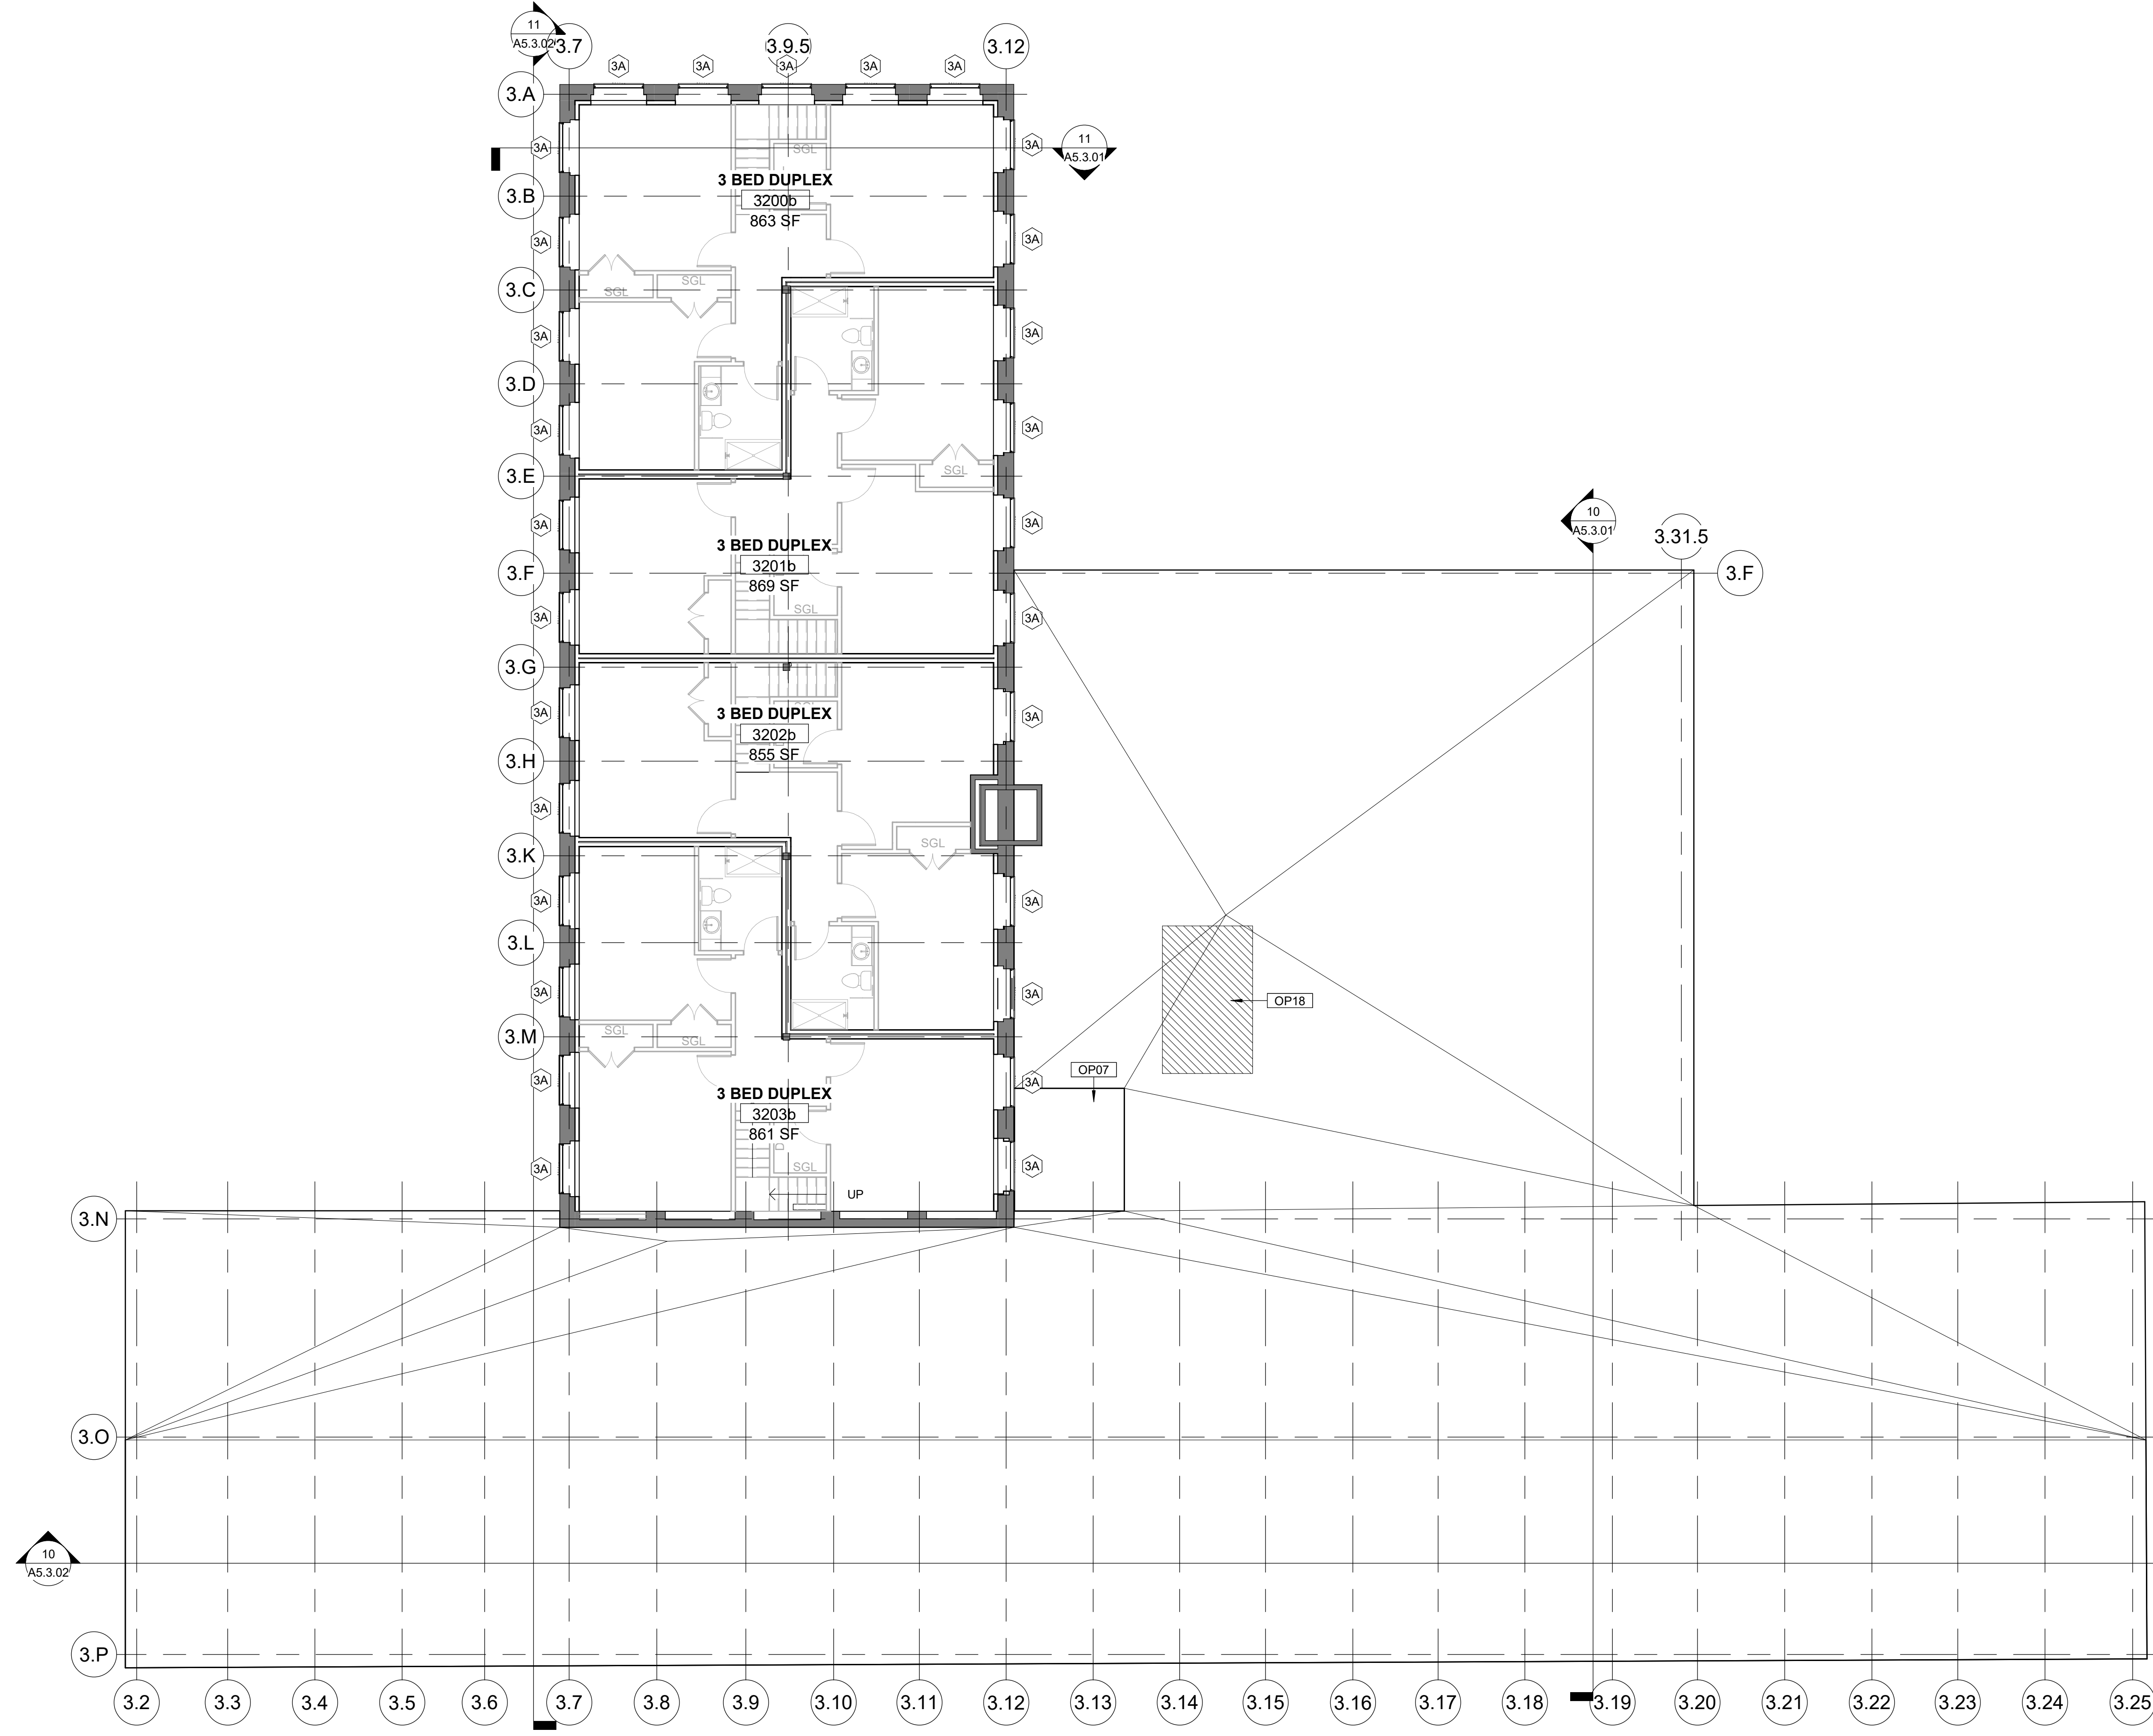 11
A5.3.02
3.7
3.9.5
3.12
3A
3A
3A
3A
3A
3.A
3A
3A
11
A5.3.01
SGL
3 BED DUPLEX
3.B
3200b
863 SF
3A
3A
SGL
SGL
3.C
3A
3A
3.D
3A
3A
3.E
SGL
3A
3A
10
A5.3.01
3.31.5
3 BED DUPLEX
3201b
3.F
3.F
869 SF
SGL
3A
3A
3.G
3A
3A
3 BED DUPLEX
3202b
855 SF
3.H
3A
SGL
3.K
3A
3A
3.L
3A
3A
OP18
SGL
SGL
3.M
OP07
3A
3A
3 BED DUPLEX
3203b
861 SF
SGL
3A
3A
UP
3.N
3.O
10
A5.3.02
3.P
3.2
3.3
3.4
3.5
3.6
3.7
3.8
3.9
3.10
3.11
3.12
3.13
3.14
3.15
3.16
3.17
3.18
3.19
3.20
3.21
3.22
3.23
3.24
3.25